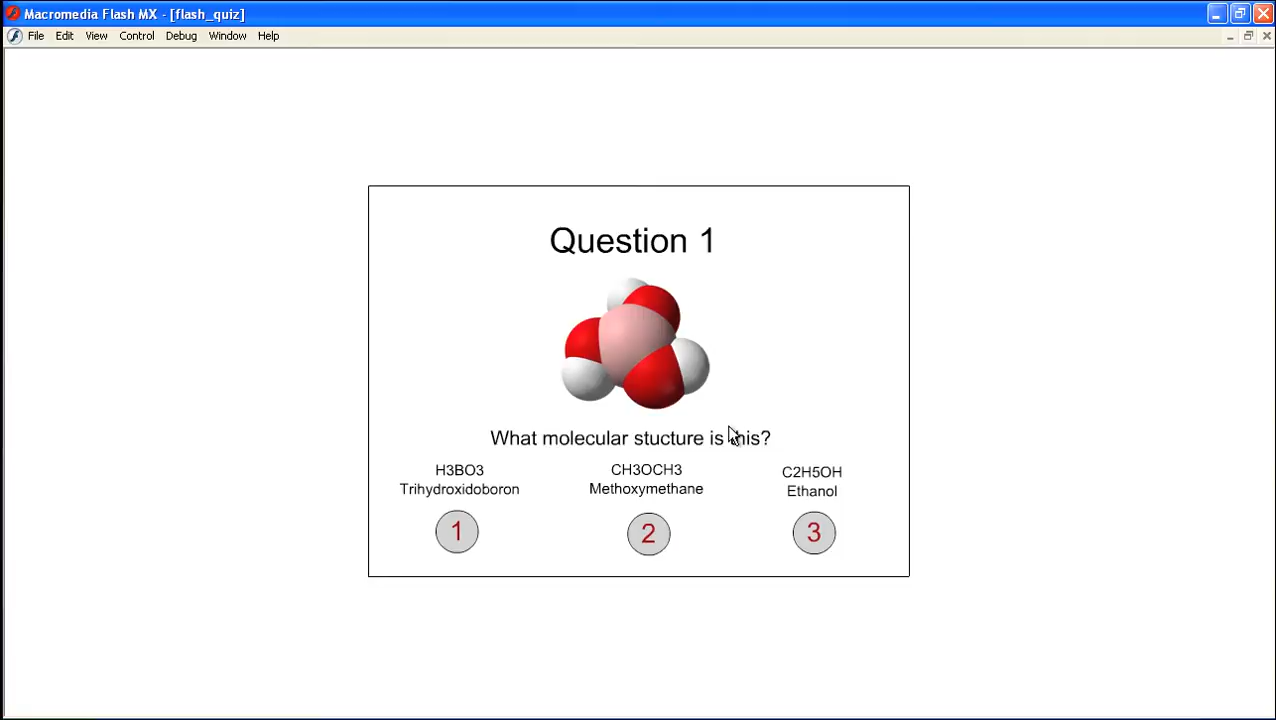 Macromedia Flash MX - [flash_quiz]
File Edit View Control Debug Window Help
Question 1
What molecular stucture is this?
H3BO3
Trihydroxidoboron
1
CH3OCH3
Methoxymethane
2
C2H5OH
Ethanol
3